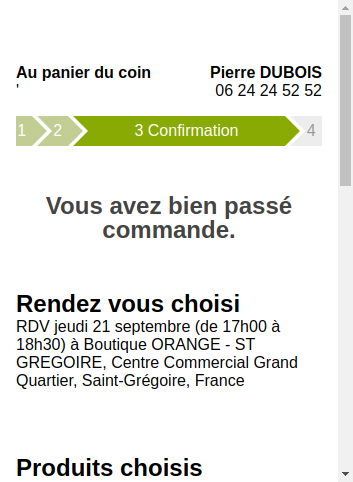 Au panier du coin Pierre DUBOIS
' 06 24 24 52 52
1 2 3 Confirmation 4
Vous avez bien passé
commande.
Rendez vous choisi
RDV jeudi 21 septembre (de 17h00 à
18h30) à Boutique ORANGE - ST
GREGOIRE, Centre Commercial Grand
Quartier, Saint-Grégoire, France
Produits choisis